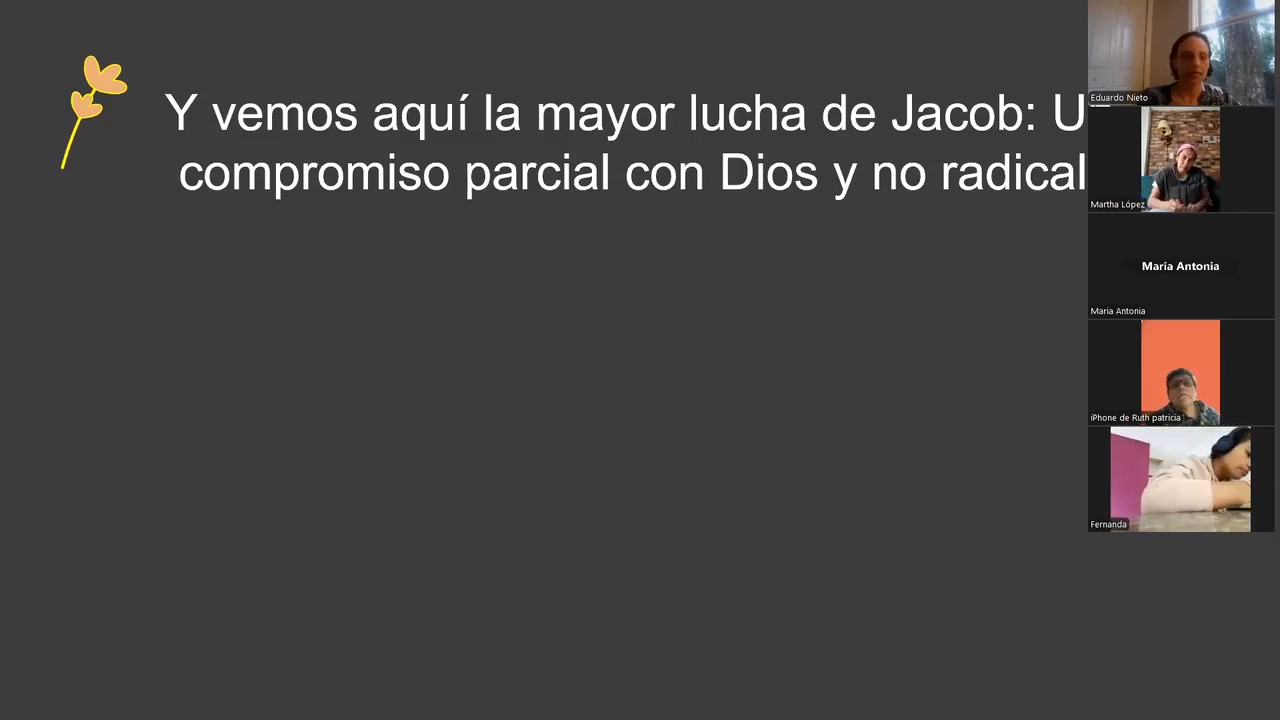 Y vemos aquí la mayor lucha de Jacob: U
compromiso parcial con Dios y no radical
Eduardo Nieto
Martha López
Maria Antonia
Maria Antonia
iPhone de Ruth patricia
Fernanda